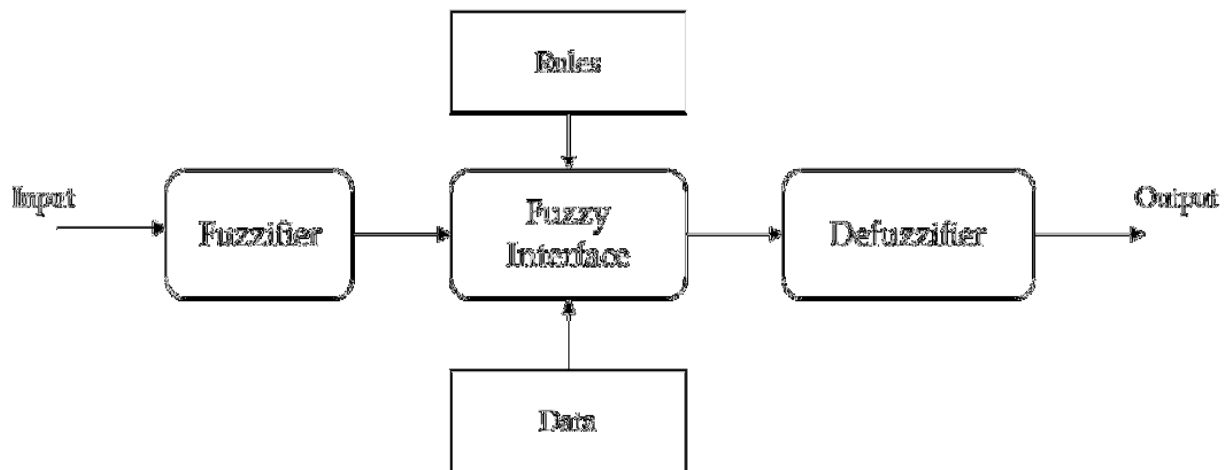 Rules
Input
Fuzzifier
Fuzzy
Interface
Defuzzifier
Output
Data